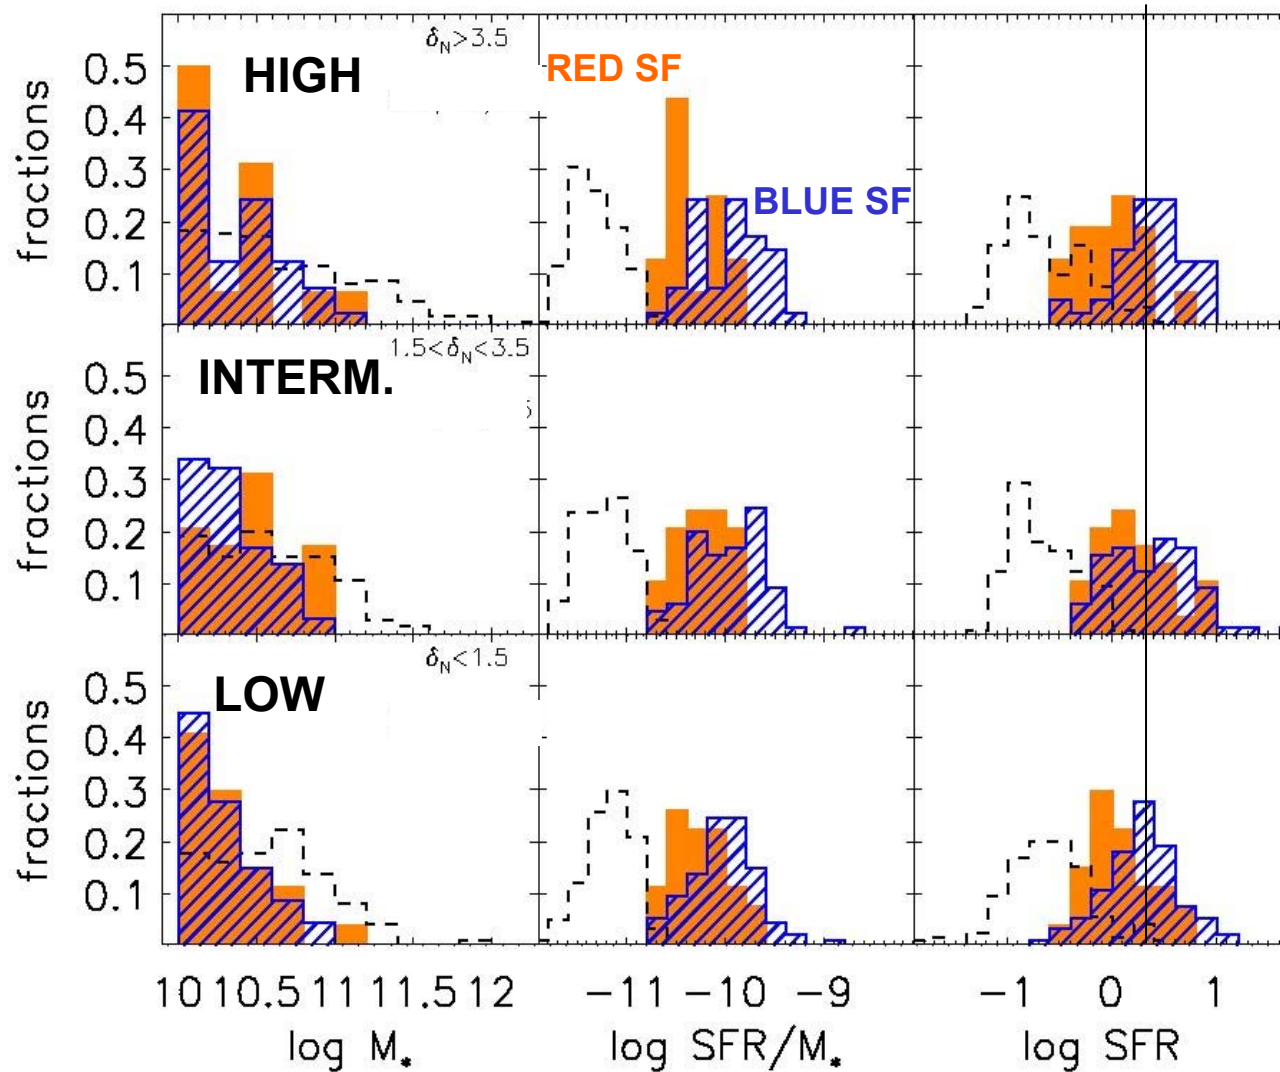 δN>3.5
HIGH
RED SF
BLUE SF
fractions
0.5
0.4
0.3
0.2
0.1
1.5<δN<3.5
INTERM.
5
fractions
0.5
0.4
0.3
0.2
0.1
δN<1.5
LOW
fractions
0.5
0.4
0.3
0.2
0.1
10 10.5 11 11.5 12
-11 -10 -9
-1 0 1
log M*
log SFR/M*
log SFR